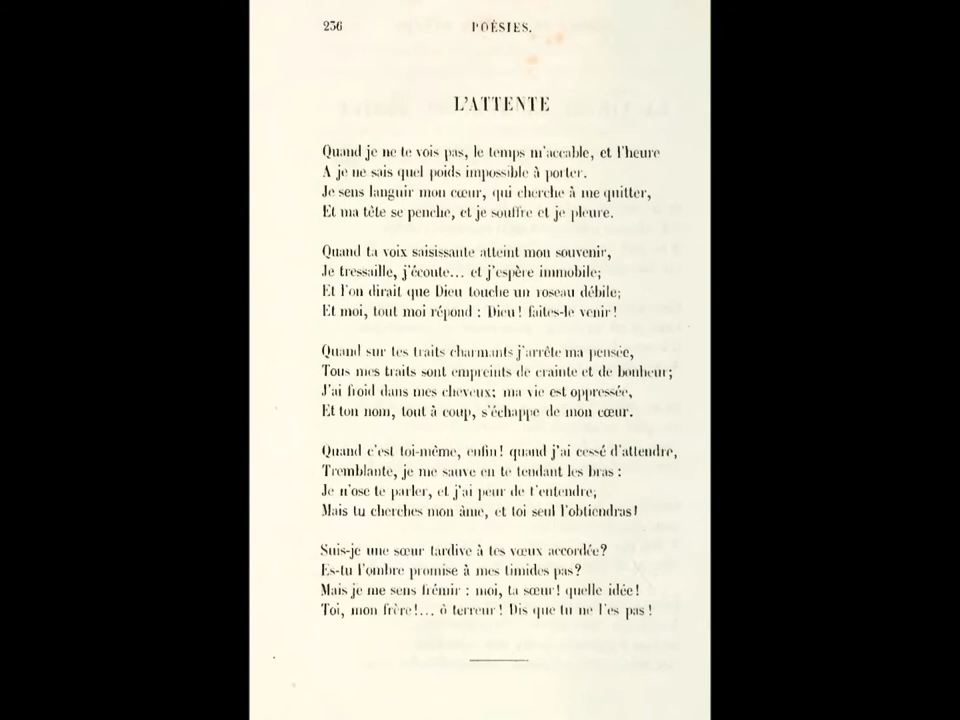 236
POÉSIES.
L'ATTENTE
Quand je ne te vois pas, le temps m'accable, et l'heure
A je ne sais quel poids impossible à porter.
Je sens languir mon cœur, qui cherche à me quitter,
Et ma tête se penche, et je souffre et je pleure.
Quand ta voix saisissante atteint mon souvenir,
Je tressaille, j'écoute... et j'espère immobile;
Et l'on dirait que Dieu touche un roseau débile;
Et moi, tout moi répond : Dieu! faites-le venir!
Quand sur tes traits charmants j'arrête ma pensée,
Tous mes traits sont empreints de crainte et de bonheur;
J'ai froid dans mes cheveux; ma vie est oppressée,
Et ton nom, tout à coup, s'échappe de mon cœur.
Quand c'est toi-même, enfin! quand j'ai cessé d'attendre,
Tremblante, je me sauve en te tendant les bras :
Je n'ose te parler, et j'ai peur de t'entendre;
Mais tu cherches mon âme, et toi seul l'obtiendras!
Suis-je une sœur tardive à tes vœux accordée?
Es-tu l'ombre promise à mes timides pas?
Mais je me sens frémir : moi, ta sœur! quelle idée!
Toi, mon frère!... ô terreur! Dis que tu ne l'es pas!